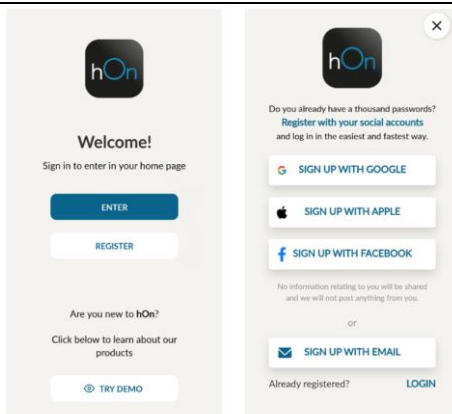 hOn
Welcome!
Sign in to enter in your home page
ENTER
REGISTER
Are you new to hOn?
Click below to learn about our
products
TRY DEMO
hOn
Do you already have a thousand passwords?
Register with your social accounts
and log in in the easiest and fastest way.
SIGN UP WITH GOOGLE
SIGN UP WITH APPLE
SIGN UP WITH FACEBOOK
No information relating to you will be shared
and we will not post anything from you.
or
SIGN UP WITH EMAIL
Already registered? LOGIN